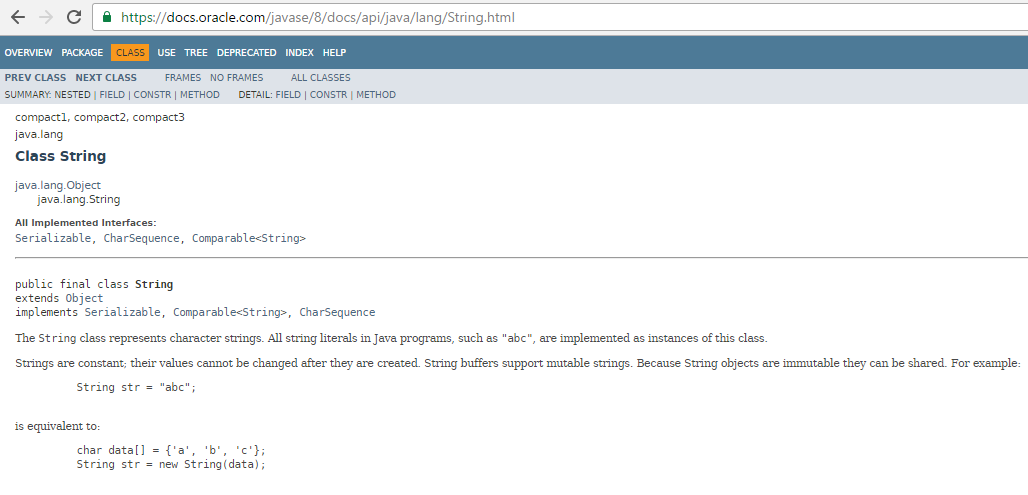 https://docs.oracle.com/javase/8/docs/api/java/lang/String.html
OVERVIEW PACKAGE CLASS USE TREE DEPRECATED INDEX HELP
PREV CLASS NEXT CLASS FRAMES NO FRAMES ALL CLASSES
SUMMARY: NESTED | FIELD | CONSTR | METHOD DETAIL: FIELD | CONSTR | METHOD
compact1, compact2, compact3
java.lang
Class String
java.lang.Object
java.lang.String
All Implemented Interfaces:
Serializable, CharSequence, Comparable<String>
public final class String
extends Object
implements Serializable, Comparable<String>, CharSequence
The String class represents character strings. All string literals in Java programs, such as "abc", are implemented as instances of this class.
Strings are constant; their values cannot be changed after they are created. String buffers support mutable strings. Because String objects are immutable they can be shared. For example:
String str = "abc";
is equivalent to:
char data[] = {'a', 'b', 'c'};
String str = new String(data);